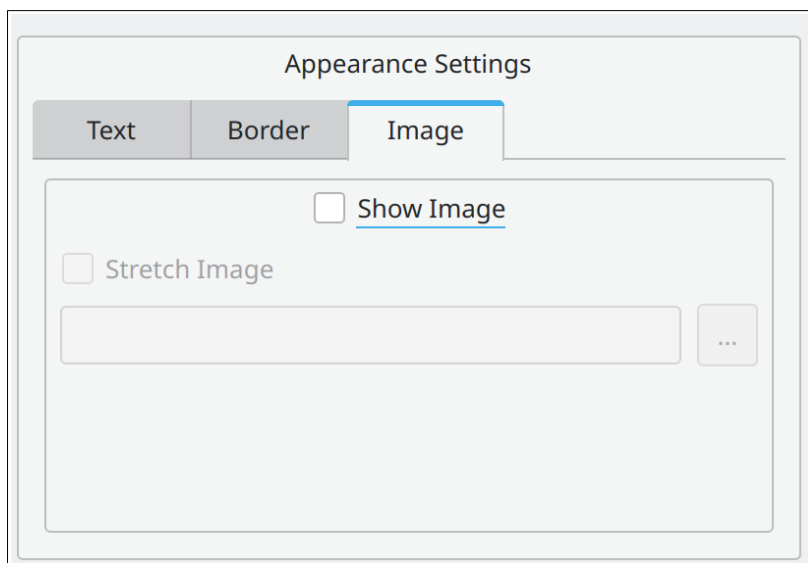 Appearance Settings
Text Border Image
Show Image
Stretch Image
...